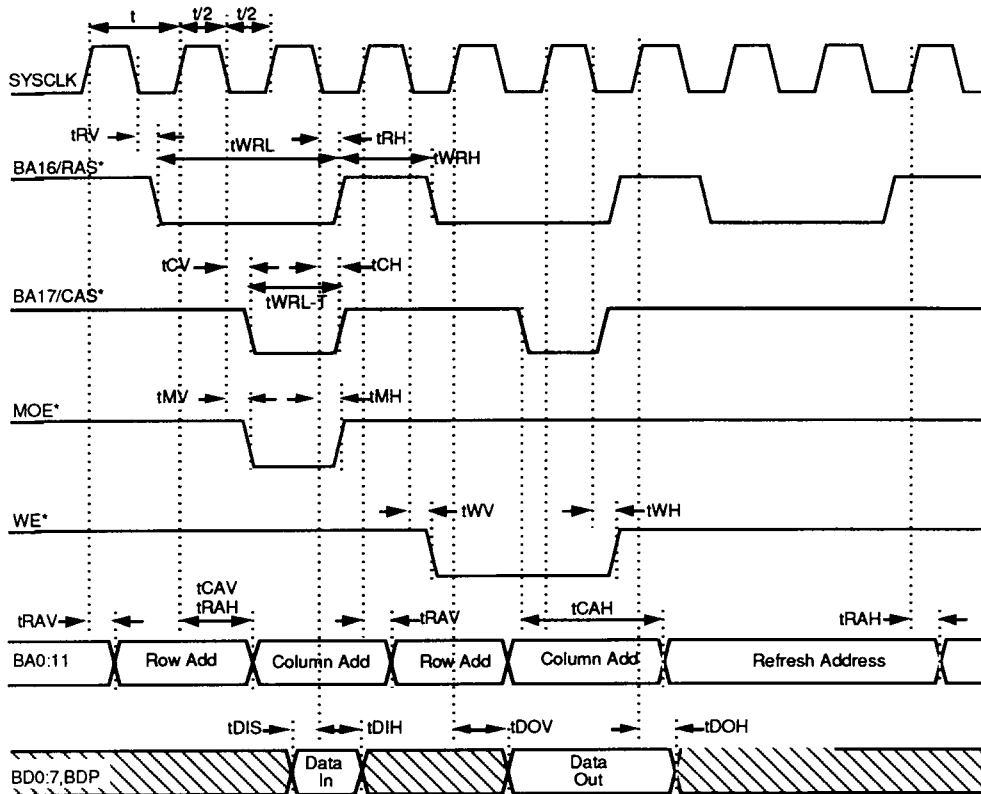 t t/2 t/2
SYSCLK
tRV tWRL tRH tWRH
BA16/RAS*
tCV tCH
tWRL-T
BA17/CAS*
tMV tMH
MOE*
tWV tWH
WE*
tCAV
tRAV tRAH tRAV tCAH tRAH
BA0:11 Row Add Column Add Row Add Column Add Refresh Address
tDIS tDIH tDOV tDOH
BD0:7,BDP Data In Data Out